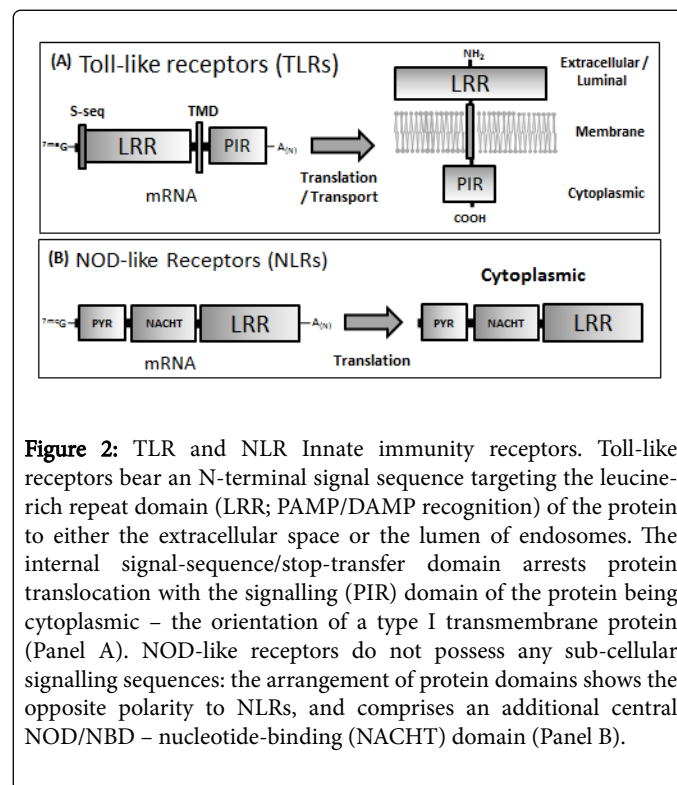 (A) Toll-like receptors (TLRs)
NH₂
LRR
Extracellular /
Luminal
S-seq
TMD
⁷ᵐᵉG
LRR
PIR
A(N)
Membrane
mRNA
Translation
/ Transport
PIR
Cytoplasmic
COOH
(B) NOD-like Receptors (NLRs)
Cytoplasmic
⁷ᵐᵉG
PYR
NACHT
LRR
A(N)
PYR
NACHT
LRR
mRNA
Translation
Figure 2: TLR and NLR Innate immunity receptors. Toll-like
receptors bear an N-terminal signal sequence targeting the leucine-
rich repeat domain (LRR; PAMP/DAMP recognition) of the protein
to either the extracellular space or the lumen of endosomes. The
internal signal-sequence/stop-transfer domain arrests protein
translocation with the signalling (PIR) domain of the protein being
cytoplasmic – the orientation of a type I transmembrane protein
(Panel A). NOD-like receptors do not possess any sub-cellular
signalling sequences: the arrangement of protein domains shows the
opposite polarity to NLRs, and comprises an additional central
NOD/NBD – nucleotide-binding (NACHT) domain (Panel B).